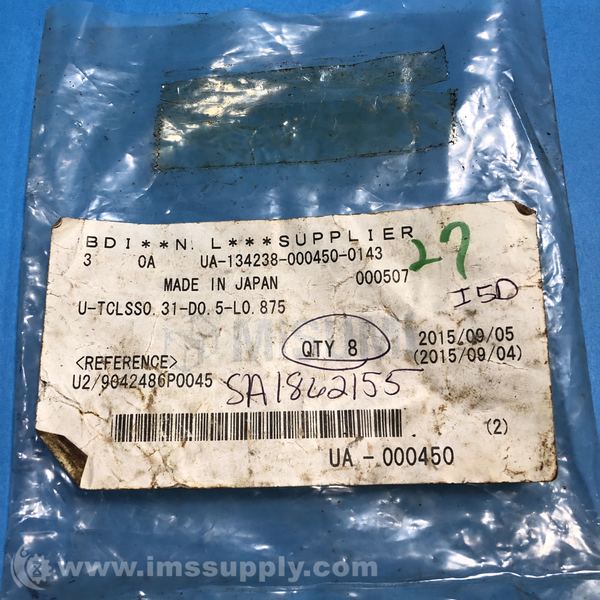 BDI**N. L***SUPPLIER
3 0A UA-134238-000450-0143
27
MADE IN JAPAN 000507
I5D
U-TCLSS0.31-D0.5-L0.875
MISUMI
QTY 8 2015/09/05
(2015/09/04)
<REFERENCE>
U2/9042486P0045
SA1862155
(2)
UA-000450
www.imssupply.com